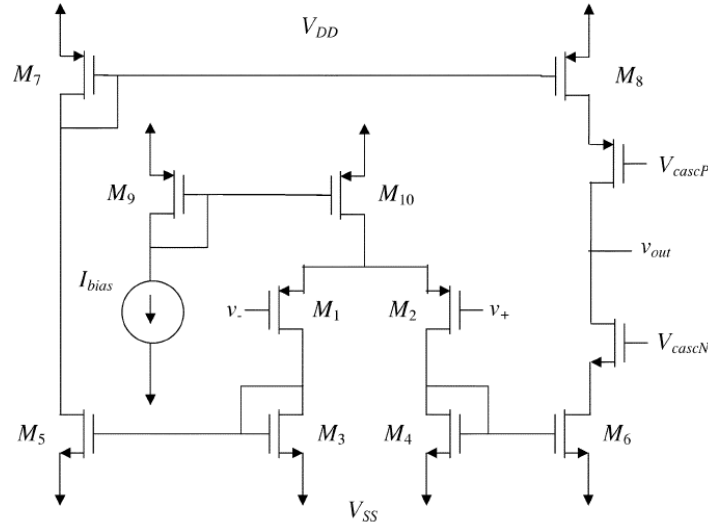 V_DD
M_7
M_8
M_9
M_10
V_cascP
v_out
I_bias
v_-
M_1
M_2
v_+
V_cascN
M_5
M_3
M_4
M_6
V_SS